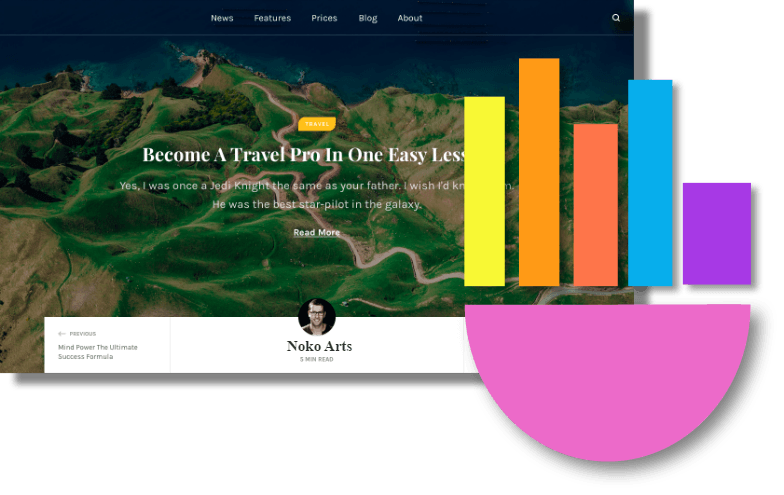 News Features Prices Blog About
TRAVEL
Become A Travel Pro In One Easy Less
Yes, I was once a Jedi Knight the same as your father. I wish I'd kn m.
He was the best star-pilot in the galaxy.
Read More
← PREVIOUS
Mind Power The Ultimate
Success Formula
Noko Arts
5 MIN READ